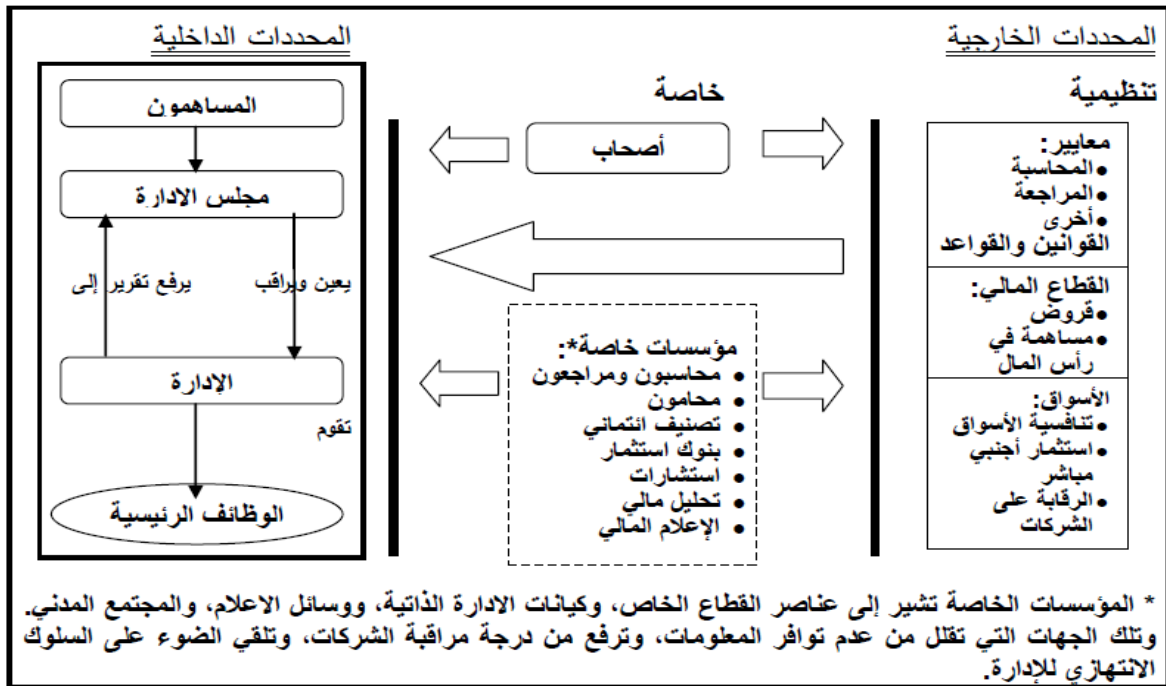 المحددات الخارجية
المحددات الداخلية
تنظيمية
خاصة
معايير:
•المحاسبة
•المراجعة
•أخرى
القوانين والقواعد
القطاع المالي:
•قروض
•مساهمة في
رأس المال
الأسواق:
•تنافسية الأسواق
•استثمار أجنبي
مباشر
•الرقابة على
الشركات
أصحاب
مؤسسات خاصة*:
• محاسبون ومراجعون
• محامون
• تصنيف ائتماني
• بنوك استثمار
• استشارات
• تحليل مالي
• الإعلام المالي
المساهمون
مجلس الادارة
يعين ويراقب
يرفع تقرير إلى
الإدارة
تقوم
الوظائف الرئيسية
* المؤسسات الخاصة تشير إلى عناصر القطاع الخاص، وكيانات الادارة الذاتية، ووسائل الاعلام، والمجتمع المدني.
وتلك الجهات التي تقلل من عدم توافر المعلومات، وترفع من درجة مراقبة الشركات، وتلقي الضوء على السلوك
الانتهازي للإدارة.